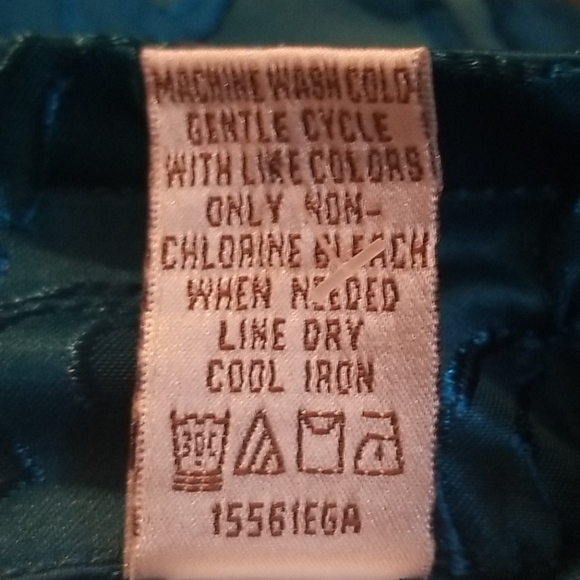 MACHINE WASH COLD
GENTLE CYCLE
WITH LIKE COLORS
ONLY NON-
CHLORINE BLEACH
WHEN NEEDED
LINE DRY
COOL IRON
30C
15561EGA